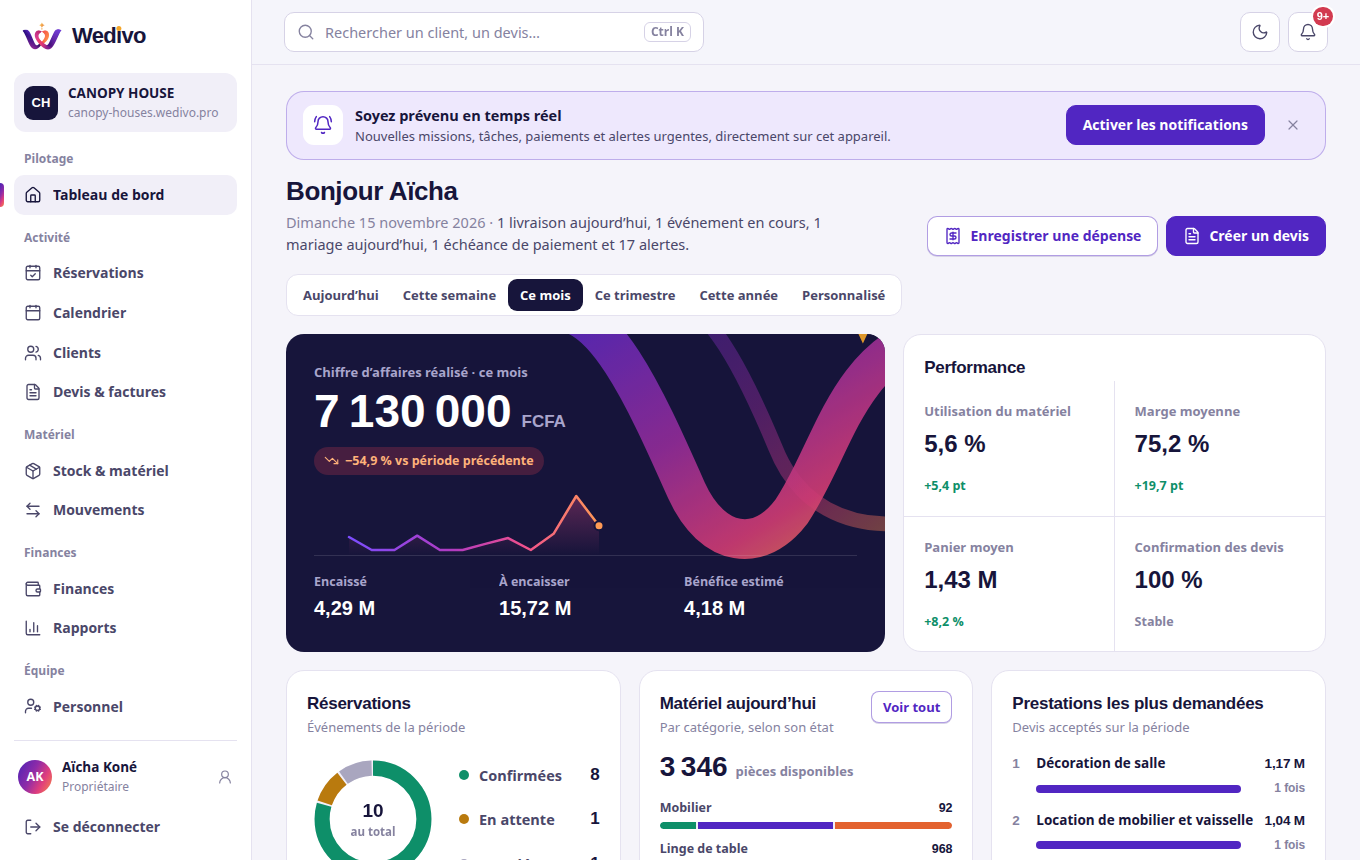 Wedivo
CH
CANOPY HOUSE
canopy-houses.wedivo.pro
Pilotage
Tableau de bord
Activité
Réservations
Calendrier
Clients
Devis & factures
Matériel
Stock & matériel
Mouvements
Finances
Finances
Rapports
Équipe
Personnel
AK
Aïcha Koné
Propriétaire
Se déconnecter
Rechercher un client, un devis…
Ctrl K
9+
Soyez prévenu en temps réel
Nouvelles missions, tâches, paiements et alertes urgentes, directement sur cet appareil.
Activer les notifications
Bonjour Aïcha
Dimanche 15 novembre 2026 · 1 livraison aujourd’hui, 1 événement en cours, 1
mariage aujourd’hui, 1 échéance de paiement et 17 alertes.
Enregistrer une dépense
Créer un devis
Aujourd’hui
Cette semaine
Ce mois
Ce trimestre
Cette année
Personnalisé
Chiffre d’affaires réalisé · ce mois
7 130 000 FCFA
−54,9 % vs période précédente
Encaissé
4,29 M
À encaisser
15,72 M
Bénéfice estimé
4,18 M
Performance
Utilisation du matériel
5,6 %
+5,4 pt
Marge moyenne
75,2 %
+19,7 pt
Panier moyen
1,43 M
+8,2 %
Confirmation des devis
100 %
Stable
Réservations
Événements de la période
10
au total
Confirmées 8
En attente 1
Matériel aujourd’hui
Par catégorie, selon son état
Voir tout
3 346 pièces disponibles
Mobilier 92
Linge de table 968
Prestations les plus demandées
Devis acceptés sur la période
1 Décoration de salle 1,17 M
1 fois
2 Location de mobilier et vaisselle 1,04 M
1 fois